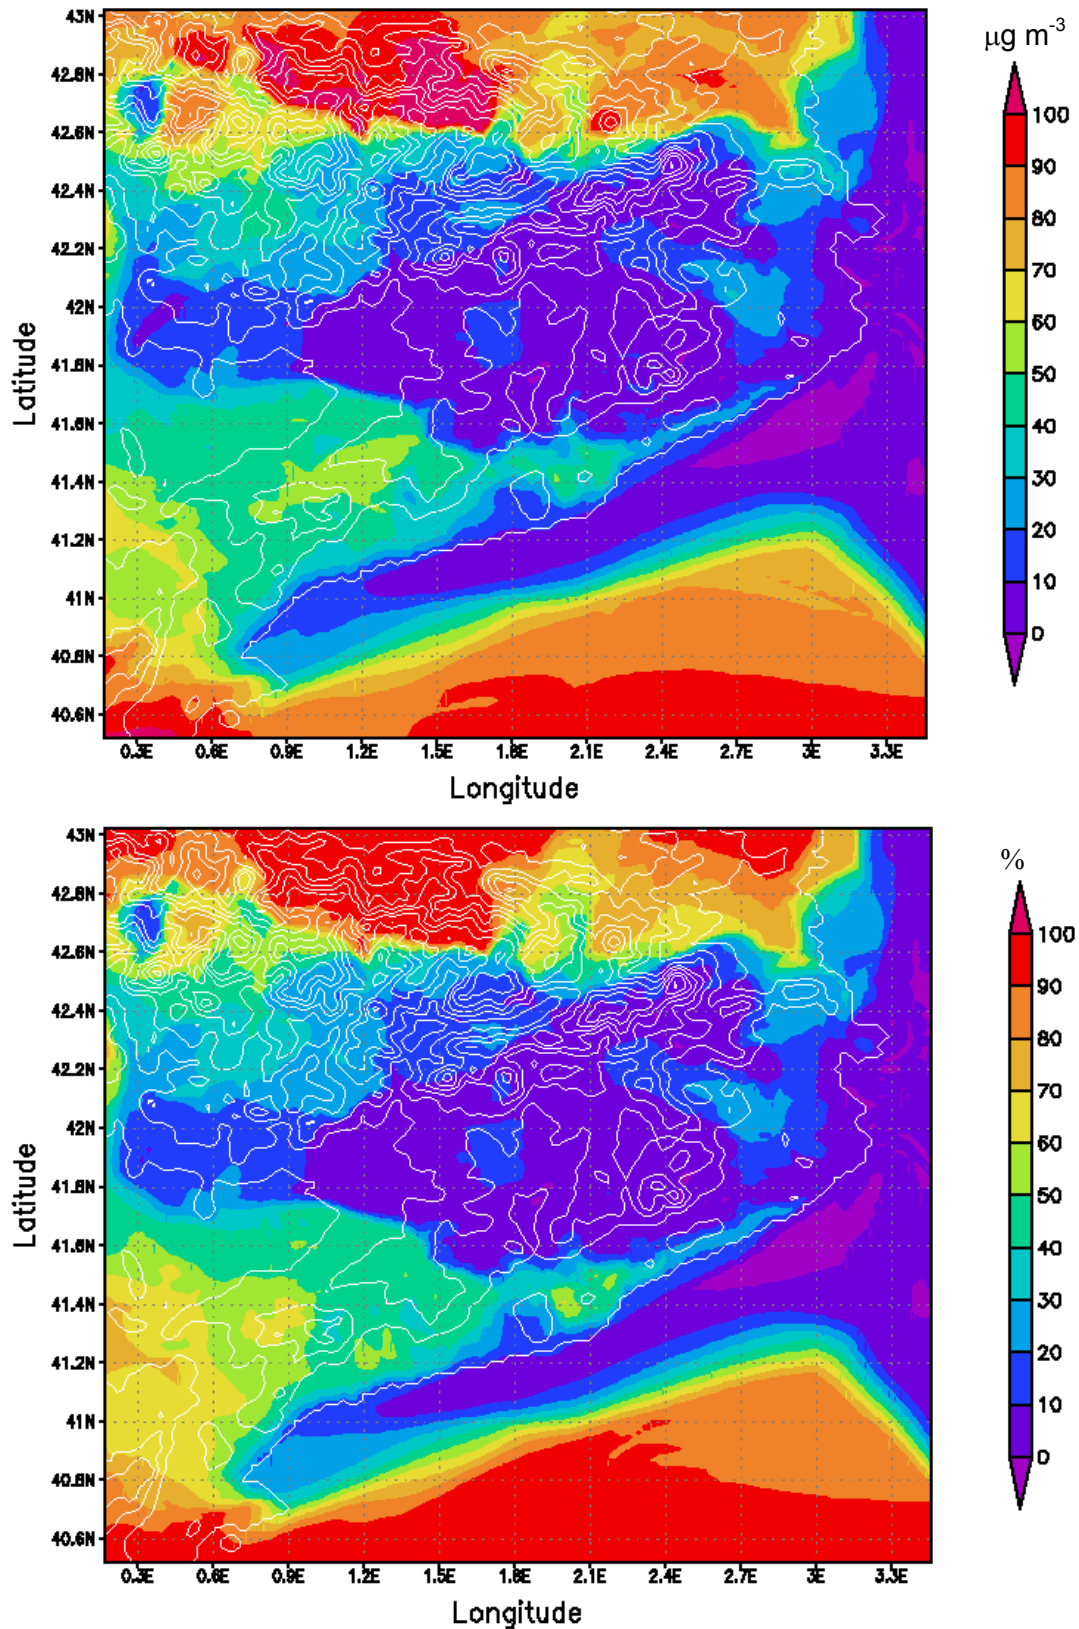 μg m-3
43N
42.8N
42.6N
42.4N
42.2N
42N
41.8N
41.6N
41.4N
41.2N
41N
40.8N
40.6N
Latitude
0.3E 0.6E 0.9E 1.2E 1.5E 1.8E 2.1E 2.4E 2.7E 3E 3.3E
Longitude
100
90
80
70
60
50
40
30
20
10
0
%
43N
42.8N
42.6N
42.4N
42.2N
42N
41.8N
41.6N
41.4N
41.2N
41N
40.8N
40.6N
Latitude
0.3E 0.6E 0.9E 1.2E 1.5E 1.8E 2.1E 2.4E 2.7E 3E 3.3E
Longitude
100
90
80
70
60
50
40
30
20
10
0